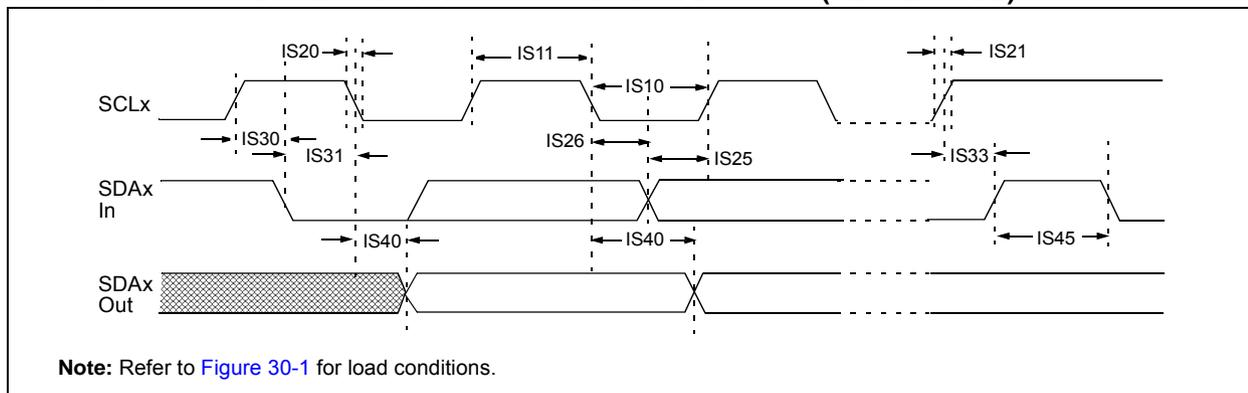 IS20
IS11
IS21
IS10
SCLx
IS30
IS26
IS31
IS25
IS33
SDAx
In
IS40
IS40
IS45
SDAx
Out
Note: Refer to Figure 30-1 for load conditions.